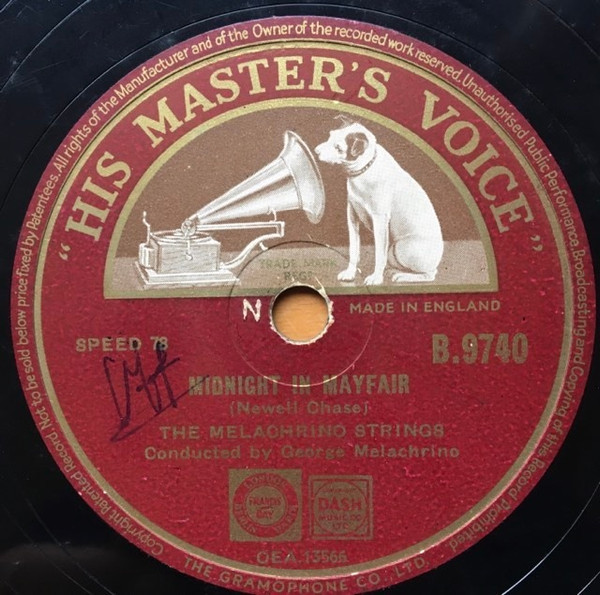 Patentees. All rights of the Manufacturer and of the Owner of the recorded work reserved. Unauthorised Public Performance. Broadcasting and Copying of this Record Prohibited.
"HIS MASTER'S VOICE"
TRADE MARK
REGD
N
MADE IN ENGLAND
SPEED 78
B.9740
MIDNIGHT IN MAYFAIR
(Newell Chase)
THE MELACHRINO STRINGS
Conducted by George Melachrino
DASH
OEA.13566
Copyright Patented Record Not to be sold below price fixed by
THE GRAMOPHONE CO., LTD.